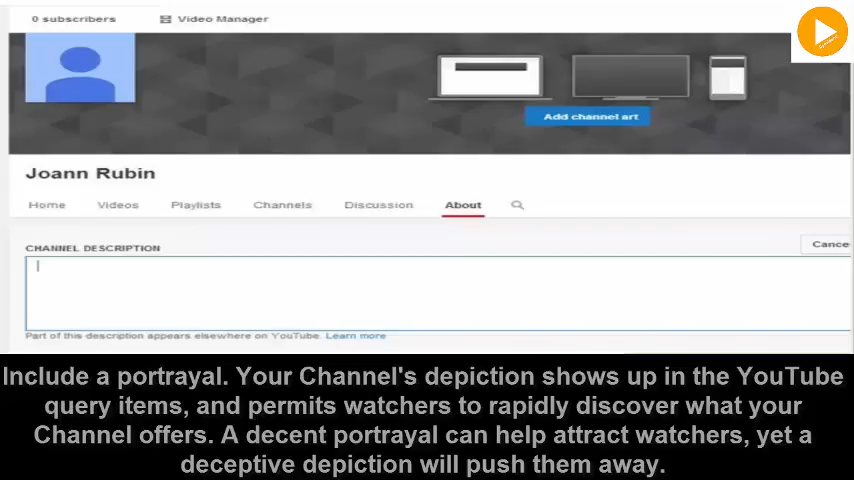 0 subscribers
Video Manager
Add channel art
Joann Rubin
Home Videos Playlists Channels Discussion About
CHANNEL DESCRIPTION
Cance
Part of this description appears elsewhere on YouTube. Learn more
Include a portrayal. Your Channel's depiction shows up in the YouTube
query items, and permits watchers to rapidly discover what your
Channel offers. A decent portrayal can help attract watchers, yet a
deceptive depiction will push them away.